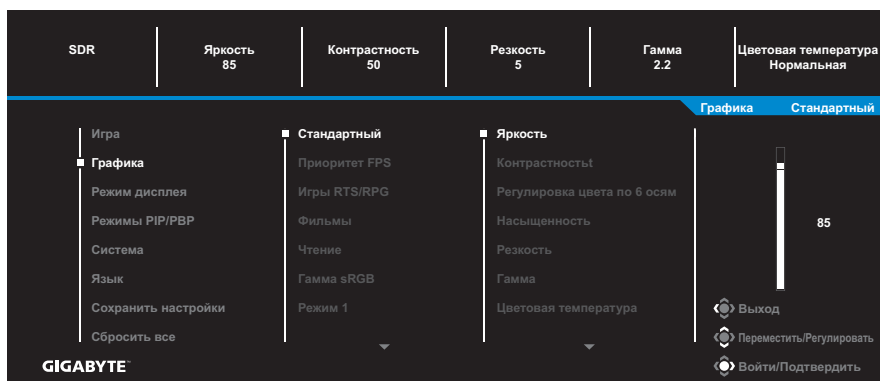 SDR
Яркость
85
Контрастность
50
Резкость
5
Гамма
2.2
Цветовая температура
Нормальная
Графика Стандартный
Игра
Графика
Режим дисплея
Режимы PIP/PBP
Система
Язык
Сохранить настройки
Сбросить все
Стандартный
Приоритет FPS
Игры RTS/RPG
Фильмы
Чтение
Гамма sRGB
Режим 1
Яркость
Контрастностьt
Регулировка цвета по 6 осям
Насыщенность
Резкость
Гамма
Цветовая температура
85
Выход
Переместить/Регулировать
Войти/Подтвердить
GIGABYTE™